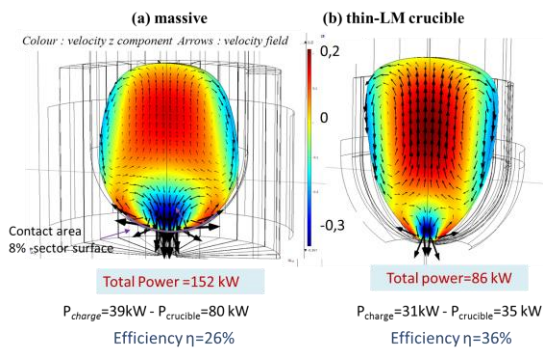 (a) massive
(b) thin-LM crucible
Colour : velocity z component Arrows : velocity field
0,2
0
-0,3
Contact area
8% sector surface
Total Power =152 kW
Total power=86 kW
Pcharge=39kW - Pcrucible=80 kW
Pcharge=31kW - Pcrucible=35 kW
Efficiency η=26%
Efficiency η=36%